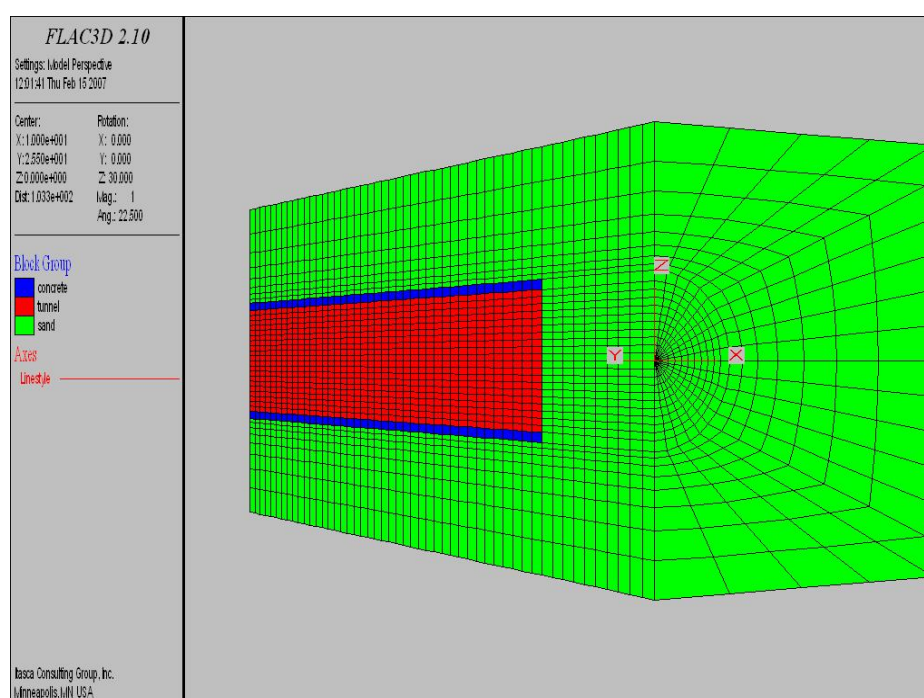 FLAC3D 2.10
Settings: Model Perspective
12:01:41 Thu Feb 15 2007
Center: Rotation:
X: 1.000e+001 X: 0.000
Y: 2.550e+001 Y: 0.000
Z: 0.000e+000 Z: 30.000
Dist: 1.033e+002 Mag.: 1
Ang.: 22.500
Block Group
concrete
tunnel
sand
Axes
Linestyle
Z
Y X
Itasca Consulting Group, Inc.
Minneapolis, MN USA